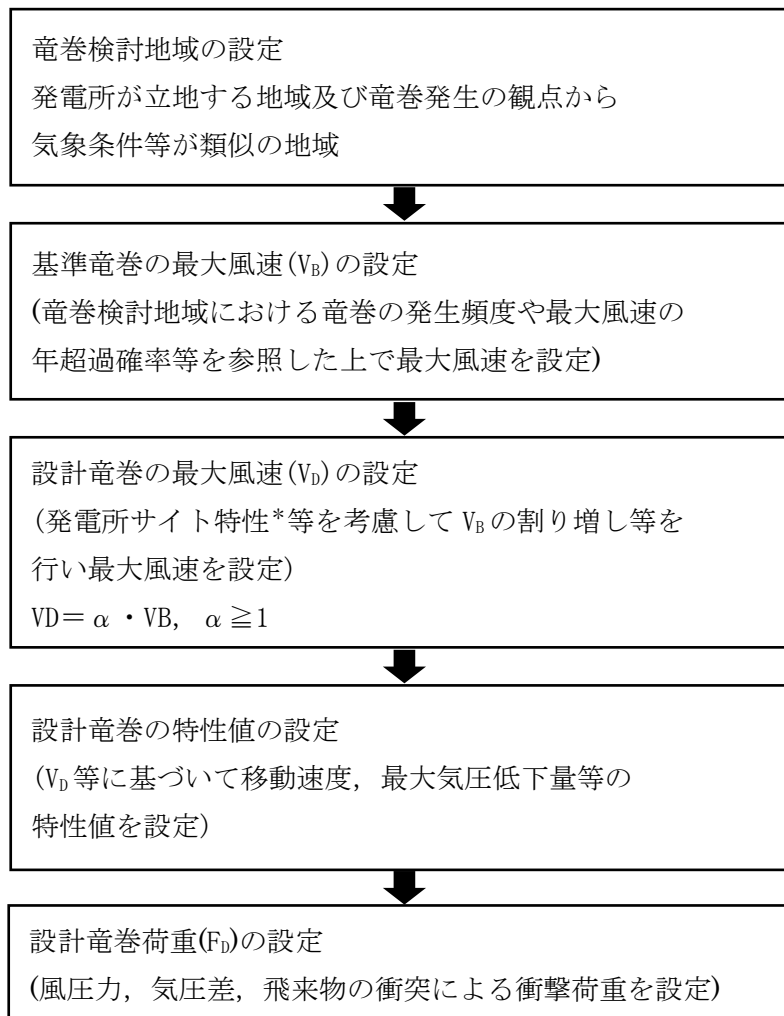 竜巻検討地域の設定
発電所が立地する地域及び竜巻発生の観点から
気象条件等が類似の地域
基準竜巻の最大風速(VB)の設定
(竜巻検討地域における竜巻の発生頻度や最大風速の
年超過確率等を参照した上で最大風速を設定)
設計竜巻の最大風速(VD)の設定
(発電所サイト特性*等を考慮して VB の割り増し等を
行い最大風速を設定)
VD=α・VB, α≧1
設計竜巻の特性値の設定
(VD 等に基づいて移動速度, 最大気圧低下量等の
特性値を設定)
設計竜巻荷重(FD)の設定
(風圧力, 気圧差, 飛来物の衝突による衝撃荷重を設定)